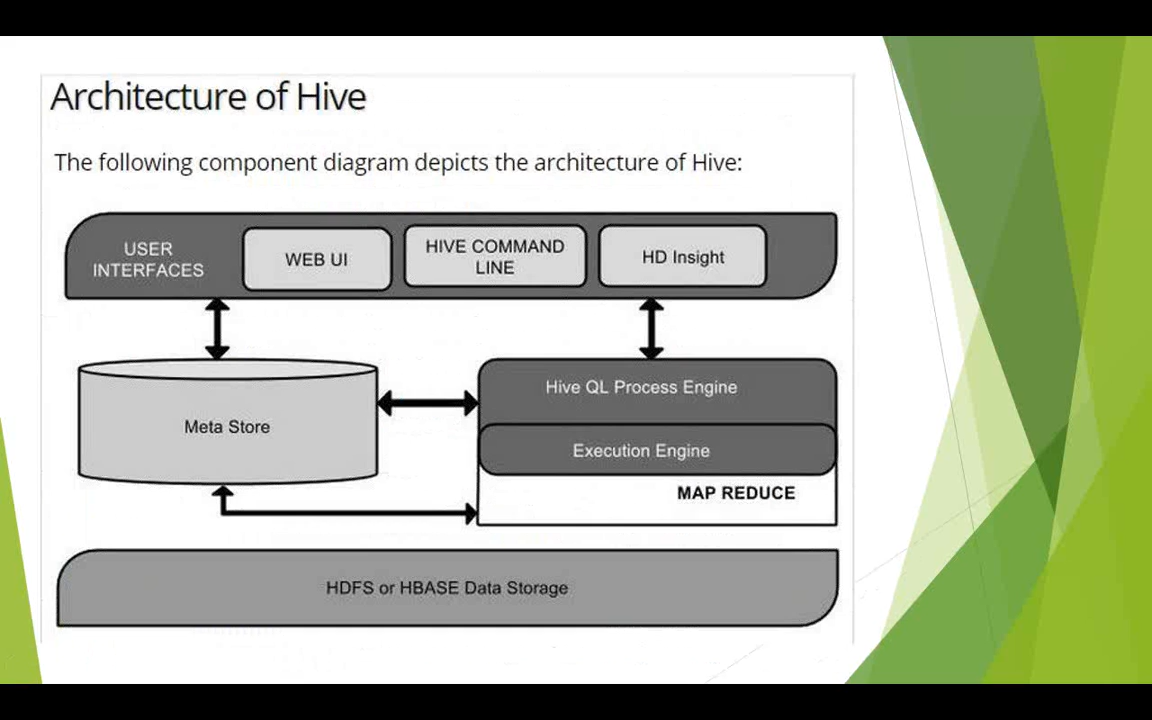 Architecture of Hive
The following component diagram depicts the architecture of Hive:
USER
INTERFACES
WEB UI
HIVE COMMAND
LINE
HD Insight
Meta Store
Hive QL Process Engine
Execution Engine
MAP REDUCE
HDFS or HBASE Data Storage